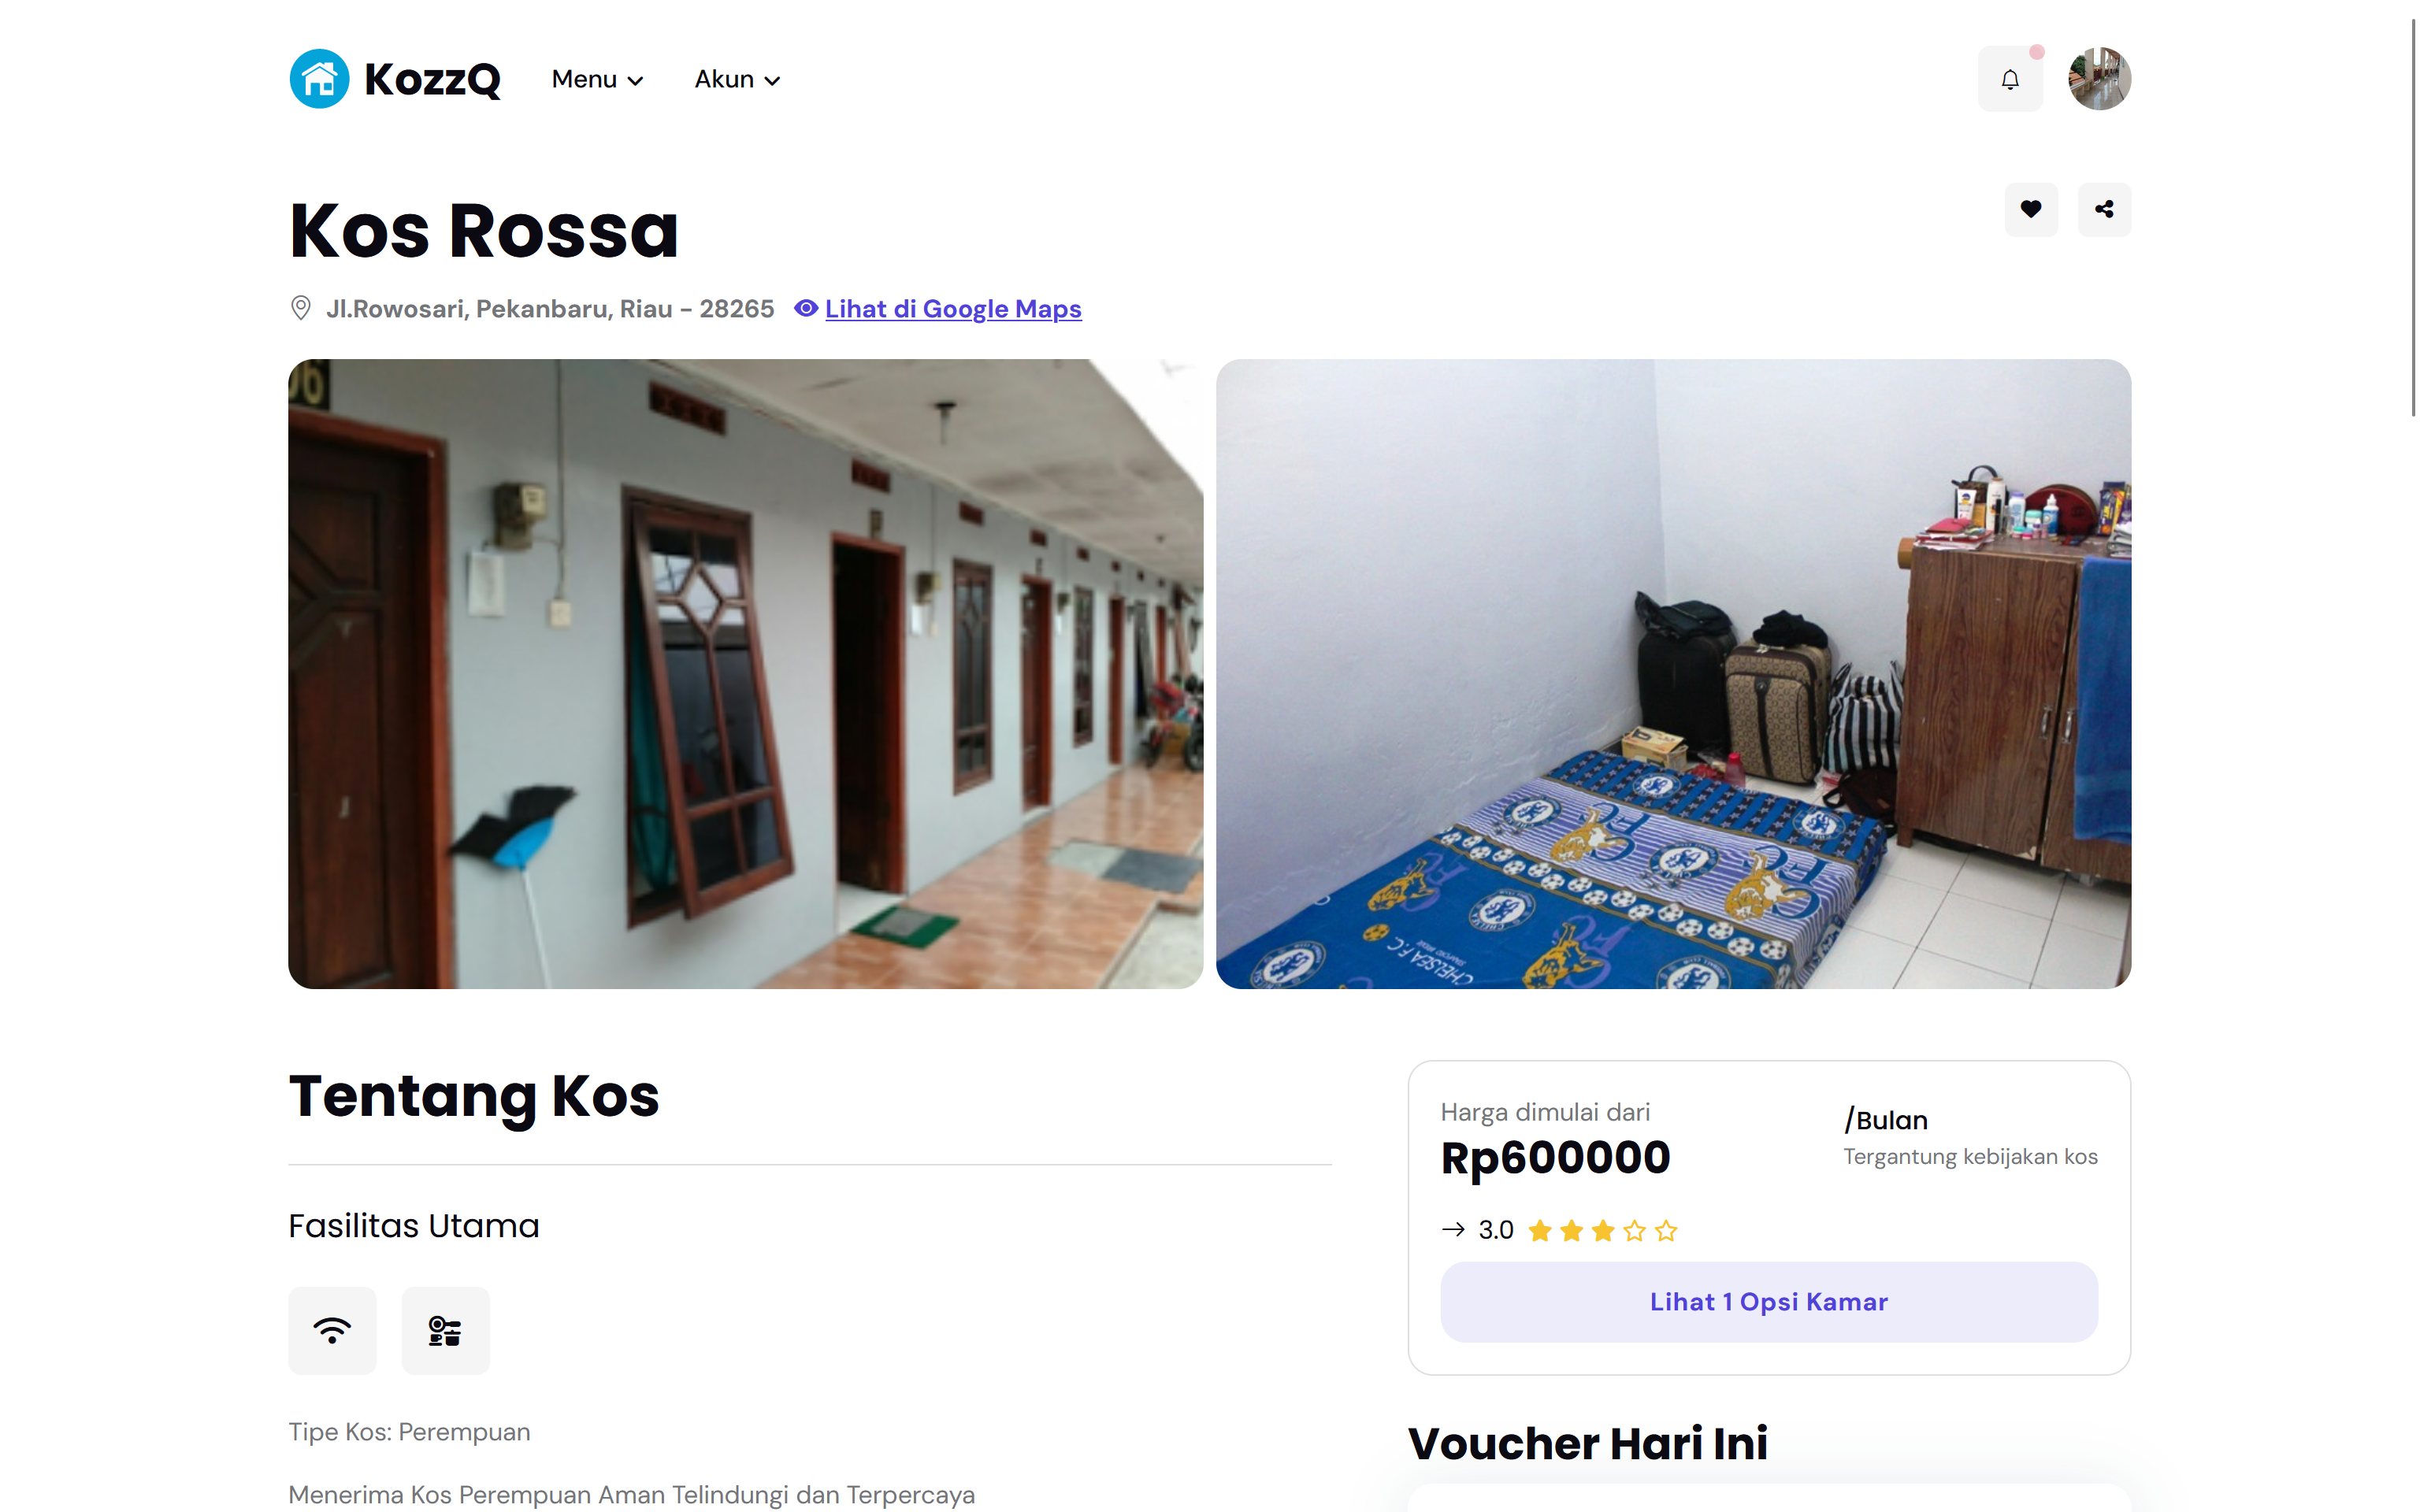 KozzQ Menu Akun
Kos Rossa
Jl.Rowosari, Pekanbaru, Riau - 28265 Lihat di Google Maps
06
CHELSEA F.C
Tentang Kos
Fasilitas Utama
Tipe Kos: Perempuan
Menerima Kos Perempuan Aman Telindungi dan Terpercaya
Harga dimulai dari
Rp600000
/Bulan
Tergantung kebijakan kos
3.0
Lihat 1 Opsi Kamar
Voucher Hari Ini